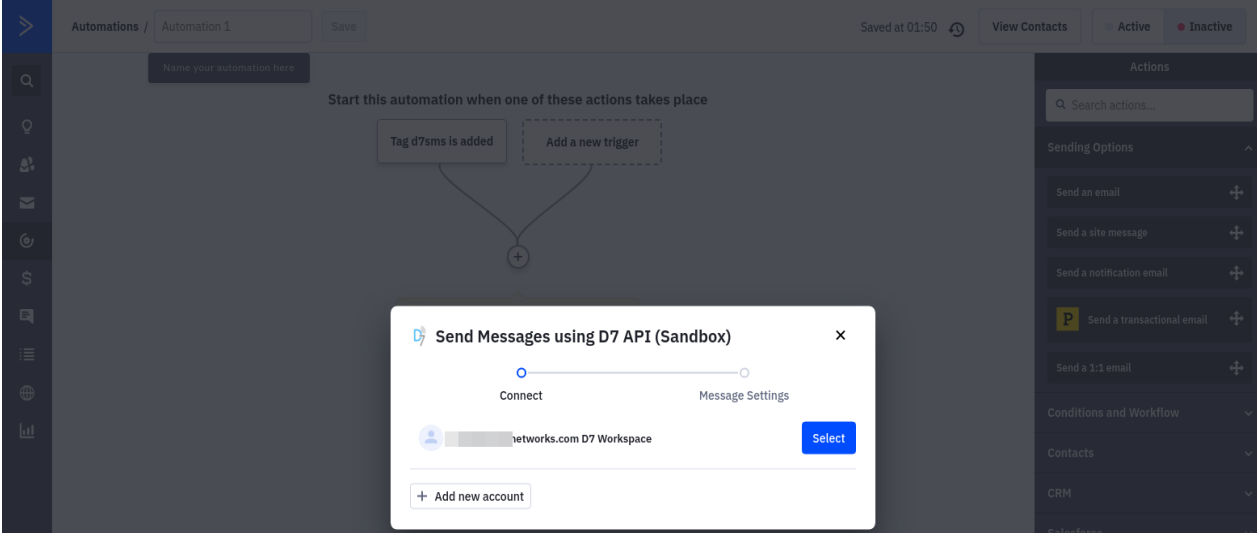 Automations / Automation 1 Save Saved at 01:50 View Contacts Active Inactive
Name your automation here
Actions
Search actions...
Start this automation when one of these actions takes place
Tag d7sms is added Add a new trigger
+
Sending Options
Send an email
Send a site message
Send a notification email
P Send a transactional email
Send a 1:1 email
Conditions and Workflow
Contacts
CRM
Salesforce
D7 Send Messages using D7 API (Sandbox)
Connect Message Settings
networks.com D7 Workspace Select
+ Add new account